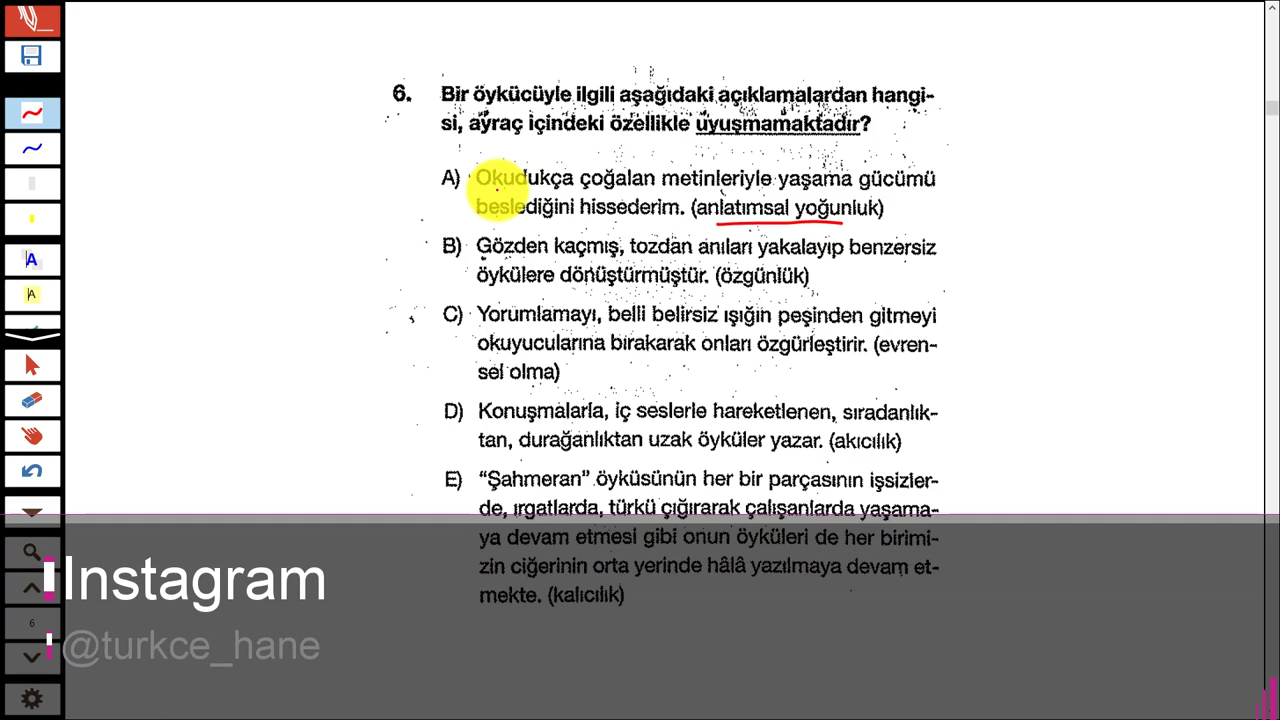 6. Bir öykücüyle ilgili aşağıdaki açıklamalardan hangi-
si, ayraç içindeki özellikle uyuşmamaktadır?
A) Okudukça çoğalan metinleriyle yaşama gücümü
beslediğini hissederim. (anlatımsal yoğunluk)
B) Gözden kaçmış, tozdan anıları yakalayıp benzersiz
öykülere dönüştürmüştür. (özgünlük)
C) Yorumlamayı, belli belirsiz ışığın peşinden gitmeyi
okuyucularına bırakarak onları özgürleştirir. (evren-
sel olma)
D) Konuşmalarla, iç seslerle hareketlenen, sıradanlık-
tan, durağanlıktan uzak öyküler yazar. (akıcılık)
E) “Şahmeran” öyküsünün her bir parçasının işsizler-
de, ırgatlarda, türkü çığırarak çalışanlarda yaşama-
ya devam etmesi gibi onun öyküleri de her birimi-
zin ciğerinin orta yerinde hâlâ yazılmaya devam et-
mekte. (kalıcılık)
Instagram
@turkce_hane
A
A
6